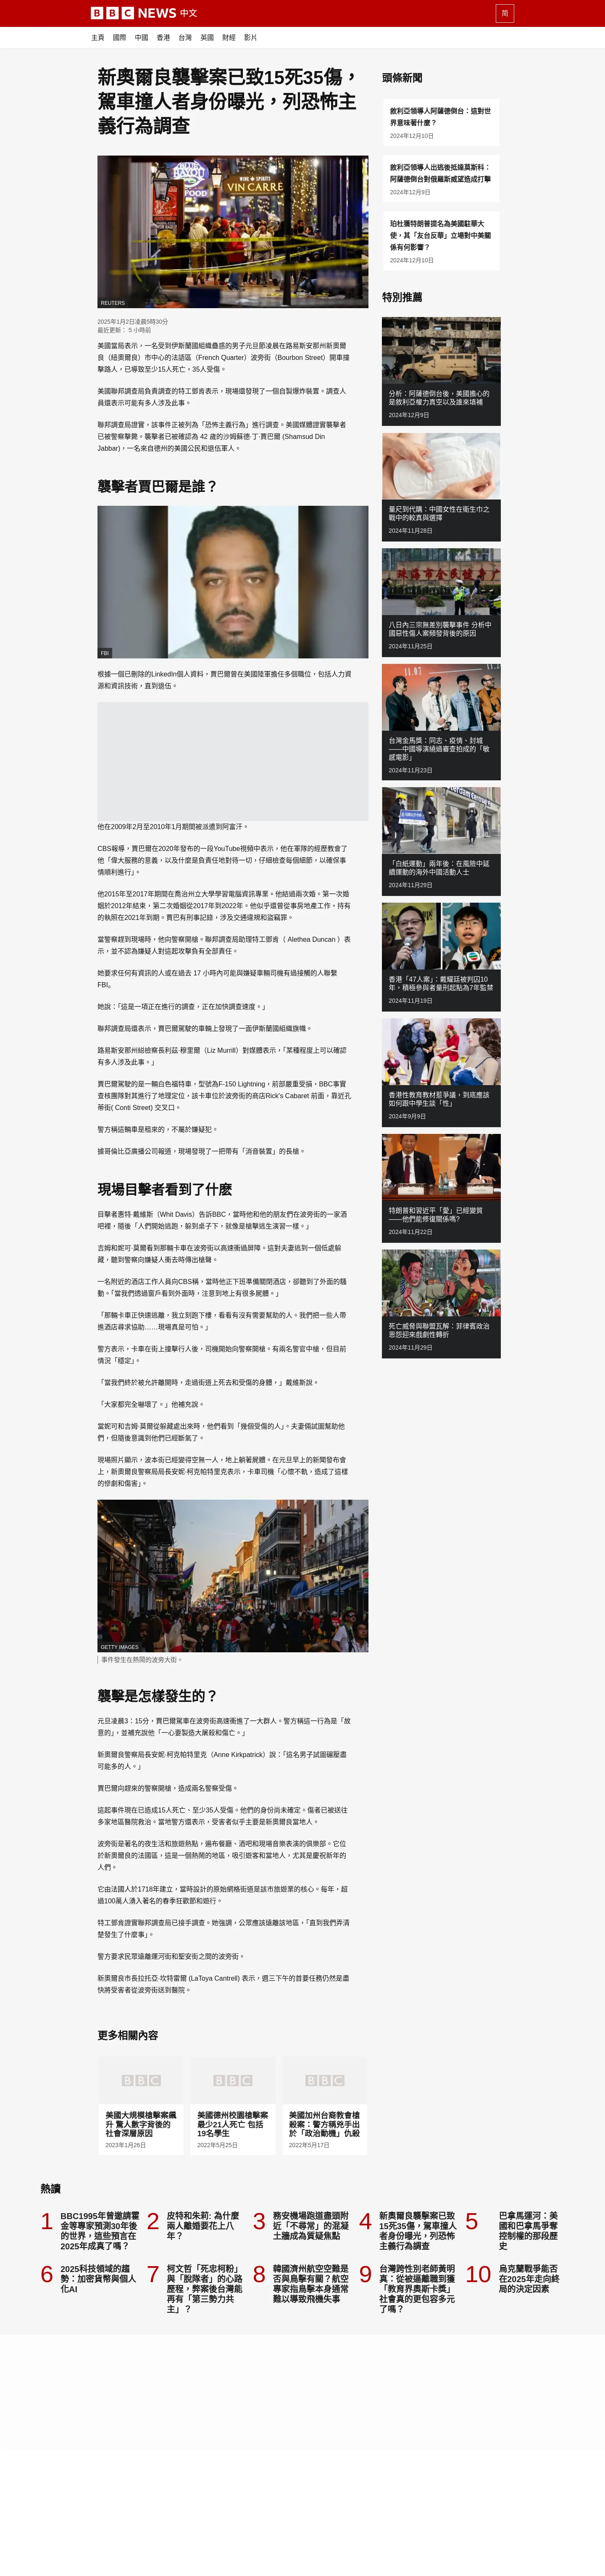 BBC NEWS 中文
简
主頁 國際 中國 香港 台灣 英國 財經 影片
新奧爾良襲擊案已致15死35傷，
駕車撞人者身份曝光，列恐怖主
義行為調查
REUTERS
2025年1月2日凌晨5時30分
最近更新： 5 小時前
美國當局表示，一名受到伊斯蘭國組織蠱惑的男子元旦節凌晨在路易斯安那州新奧爾
良（紐奧爾良）市中心的法語區（French Quarter）波旁街（Bourbon Street）開車撞
擊路人，已導致至少15人死亡，35人受傷。
美國聯邦調查局負責調查的特工鄧肯表示，現場還發現了一個自製爆炸裝置。調查人
員還表示可能有多人涉及此事。
聯邦調查局證實，該事件正被列為「恐怖主義行為」進行調查。美國媒體證實襲擊者
已被警察擊斃。襲擊者已被確認為 42 歲的沙姆蘇德·丁·賈巴爾 (Shamsud Din
Jabbar)，一名來自德州的美國公民和退伍軍人。
襲擊者賈巴爾是誰？
FBI
根據一個已刪除的LinkedIn個人資料，賈巴爾曾在美國陸軍擔任多個職位，包括人力資
源和資訊技術，直到退伍。
他在2009年2月至2010年1月期間被派遣到阿富汗。
CBS報導，賈巴爾在2020年發布的一段YouTube視頻中表示，他在軍隊的經歷教會了
他「偉大服務的意義，以及什麼是負責任地對待一切，仔細檢查每個細節，以確保事
情順利進行」。
他2015年至2017年期間在喬治州立大學學習電腦資訊專業。他結過兩次婚。第一次婚
姻於2012年結束，第二次婚姻從2017年到2022年。他似乎還曾從事房地產工作，持有
的執照在2021年到期。賈巴有刑事記錄，涉及交通違規和盜竊罪。
當警察趕到現場時，他向警察開槍。聯邦調查局助理特工鄧肯（ Alethea Duncan ）表
示，並不認為嫌疑人對這起攻擊負有全部責任。
她要求任何有資訊的人或在過去 17 小時內可能與嫌疑車輛司機有過接觸的人聯繫
FBI。
她說：「這是一項正在進行的調查，正在加快調查速度。」
聯邦調查局還表示，賈巴爾駕駛的車輛上發現了一面伊斯蘭國組織旗幟。
路易斯安那州紐檢察長利茲·穆里爾（Liz Murrill）對媒體表示，「某種程度上可以確認
有多人涉及此事。」
賈巴爾駕駛的是一輛白色福特車，型號為F-150 Lightning，前部嚴重受損，BBC事實
查核團隊對其進行了地理定位，該卡車位於波旁街的商店Rick's Cabaret 前面，靠近孔
蒂街( Conti Street) 交叉口。
警方稱這輛車是租來的，不屬於嫌疑犯。
據哥倫比亞廣播公司報道，現場發現了一把帶有「消音裝置」的長槍。
現場目擊者看到了什麼
目擊者惠特·戴維斯（Whit Davis）告訴BBC，當時他和他的朋友們在波旁街的一家酒
吧裡，隨後「人們開始逃跑，躲到桌子下，就像是槍擊逃生演習一樣。」
吉姆和妮可·莫爾看到那輛卡車在波旁街以高速衝過屏障。這對夫妻逃到一個低處躲
藏，聽到警察向嫌疑人衝去時傳出槍聲。
一名附近的酒店工作人員向CBS稱，當時他正下班準備關閉酒店，卻聽到了外面的騷
動。「當我們透過窗戶看到外面時，注意到地上有很多屍體。」
「那輛卡車正快速逃離，我立刻跑下樓，看看有沒有需要幫助的人。我們把一些人帶
進酒店尋求協助……現場真是可怕。」
警方表示，卡車在街上撞擊行人後，司機開始向警察開槍。有兩名警官中槍，但目前
情況「穩定」。
「當我們終於被允許離開時，走過街道上死去和受傷的身體，」戴維斯說。
「大家都完全嚇壞了。」他補充說。
當妮可和吉姆·莫爾從躲藏處出來時，他們看到「幾個受傷的人」。夫妻倆試圖幫助他
們，但隨後意識到他們已經斷氣了。
現場照片顯示，波本街已經變得空無一人，地上躺著屍體。在元旦早上的新聞發布會
上，新奧爾良警察局局長安妮·柯克帕特里克表示，卡車司機「心懷不軌，造成了這樣
的慘劇和傷害」。
GETTY IMAGES
事件發生在熱鬧的波旁大街。
襲擊是怎樣發生的？
元旦凌晨3：15分，賈巴爾駕車在波旁街高速衝進了一大群人。警方稱這一行為是「故
意的」，並補充說他「一心要製造大屠殺和傷亡。」
新奧爾良警察局長安妮·柯克帕特里克（Anne Kirkpatrick）說：「這名男子試圖碾壓盡
可能多的人。」
賈巴爾向趕來的警察開槍，造成兩名警察受傷。
這起事件現在已造成15人死亡、至少35人受傷。他們的身份尚未確定。傷者已被送往
多家地區醫院救治。當地警方還表示，受害者似乎主要是新奧爾良當地人。
波旁街是著名的夜生活和旅遊熱點，遍布餐廳、酒吧和現場音樂表演的俱樂部。它位
於新奧爾良的法國區，這是一個熱鬧的地區，吸引遊客和當地人，尤其是慶祝新年的
人們。
它由法國人於1718年建立，當時設計的原始網格街道是該市旅遊業的核心。每年，超
過100萬人湧入著名的春季狂歡節和遊行。
特工鄧肯證實聯邦調查局已接手調查。她強調，公眾應該遠離該地區，「直到我們弄清
楚發生了什麼事」。
警方要求民眾遠離運河街和聖安街之間的波旁街。
新奧爾良市長拉托亞·坎特雷爾 (LaToya Cantrell) 表示，週三下午的首要任務仍然是盡
快將受害者從波旁街送到醫院。
更多相關內容
BBC
美國大規模槍擊案飆
升 驚人數字背後的
社會深層原因
2023年1月26日
BBC
美國德州校園槍擊案
最少21人死亡 包括
19名學生
2022年5月25日
BBC
美國加州台裔教會槍
殺案：警方稱兇手出
於「政治動機」仇殺
2022年5月17日
頭條新聞
敘利亞領導人阿薩德倒台：這對世
界意味著什麼？
2024年12月10日
敘利亞領導人出逃後抵達莫斯科：
阿薩德倒台對俄羅斯威望造成打擊
2024年12月9日
珀杜獲特朗普提名為美國駐華大
使，其「友台反華」立場對中美關
係有何影響？
2024年12月10日
特別推薦
分析：阿薩德倒台後，美國擔心的
是敘利亞權力真空以及誰來填補
2024年12月9日
量尺到代購：中國女性在衛生巾之
戰中的較真與選擇
2024年11月28日
八日內三宗無差別襲擊事件 分析中
國惡性傷人案頻發背後的原因
2024年11月25日
台灣金馬獎：同志、疫情、封城
——中國導演繞過審查拍成的「敏
感電影」
2024年11月23日
「白紙運動」兩年後：在風險中延
續運動的海外中國活動人士
2024年11月29日
香港「47人案」：戴耀廷被判囚10
年，積極參與者量刑起點為7年監禁
2024年11月19日
香港性教育教材惹爭議，到底應該
如何跟中學生談「性」
2024年9月9日
特朗普和習近平「愛」已經變質
——他們能修復關係嗎?
2024年11月22日
死亡威脅與聯盟瓦解：菲律賓政治
恩怨迎來戲劇性轉折
2024年11月29日
熱讀
1 BBC1995年曾邀請霍
金等專家預測30年後
的世界，這些預言在
2025年成真了嗎？
2 皮特和朱莉: 為什麼
兩人離婚要花上八
年？
3 務安機場跑道盡頭附
近「不尋常」的混凝
土牆成為質疑焦點
4 新奧爾良襲擊案已致
15死35傷，駕車撞人
者身份曝光，列恐怖
主義行為調查
5 巴拿馬運河：美
國和巴拿馬爭奪
控制權的那段歷
史
6 2025科技領域的趨
勢：加密貨幣與個人
化AI
7 柯文哲「死忠柯粉」
與「脫隊者」的心路
歷程，弊案後台灣能
再有「第三勢力共
主」？
8 韓國濟州航空空難是
否與鳥擊有關？航空
專家指鳥擊本身通常
難以導致飛機失事
9 台灣跨性別老師黃明
真：從被逼離職到獲
「教育界奧斯卡獎」
社會真的更包容多元
了嗎？
10 烏克蘭戰爭能否
在2025年走向終
局的決定因素